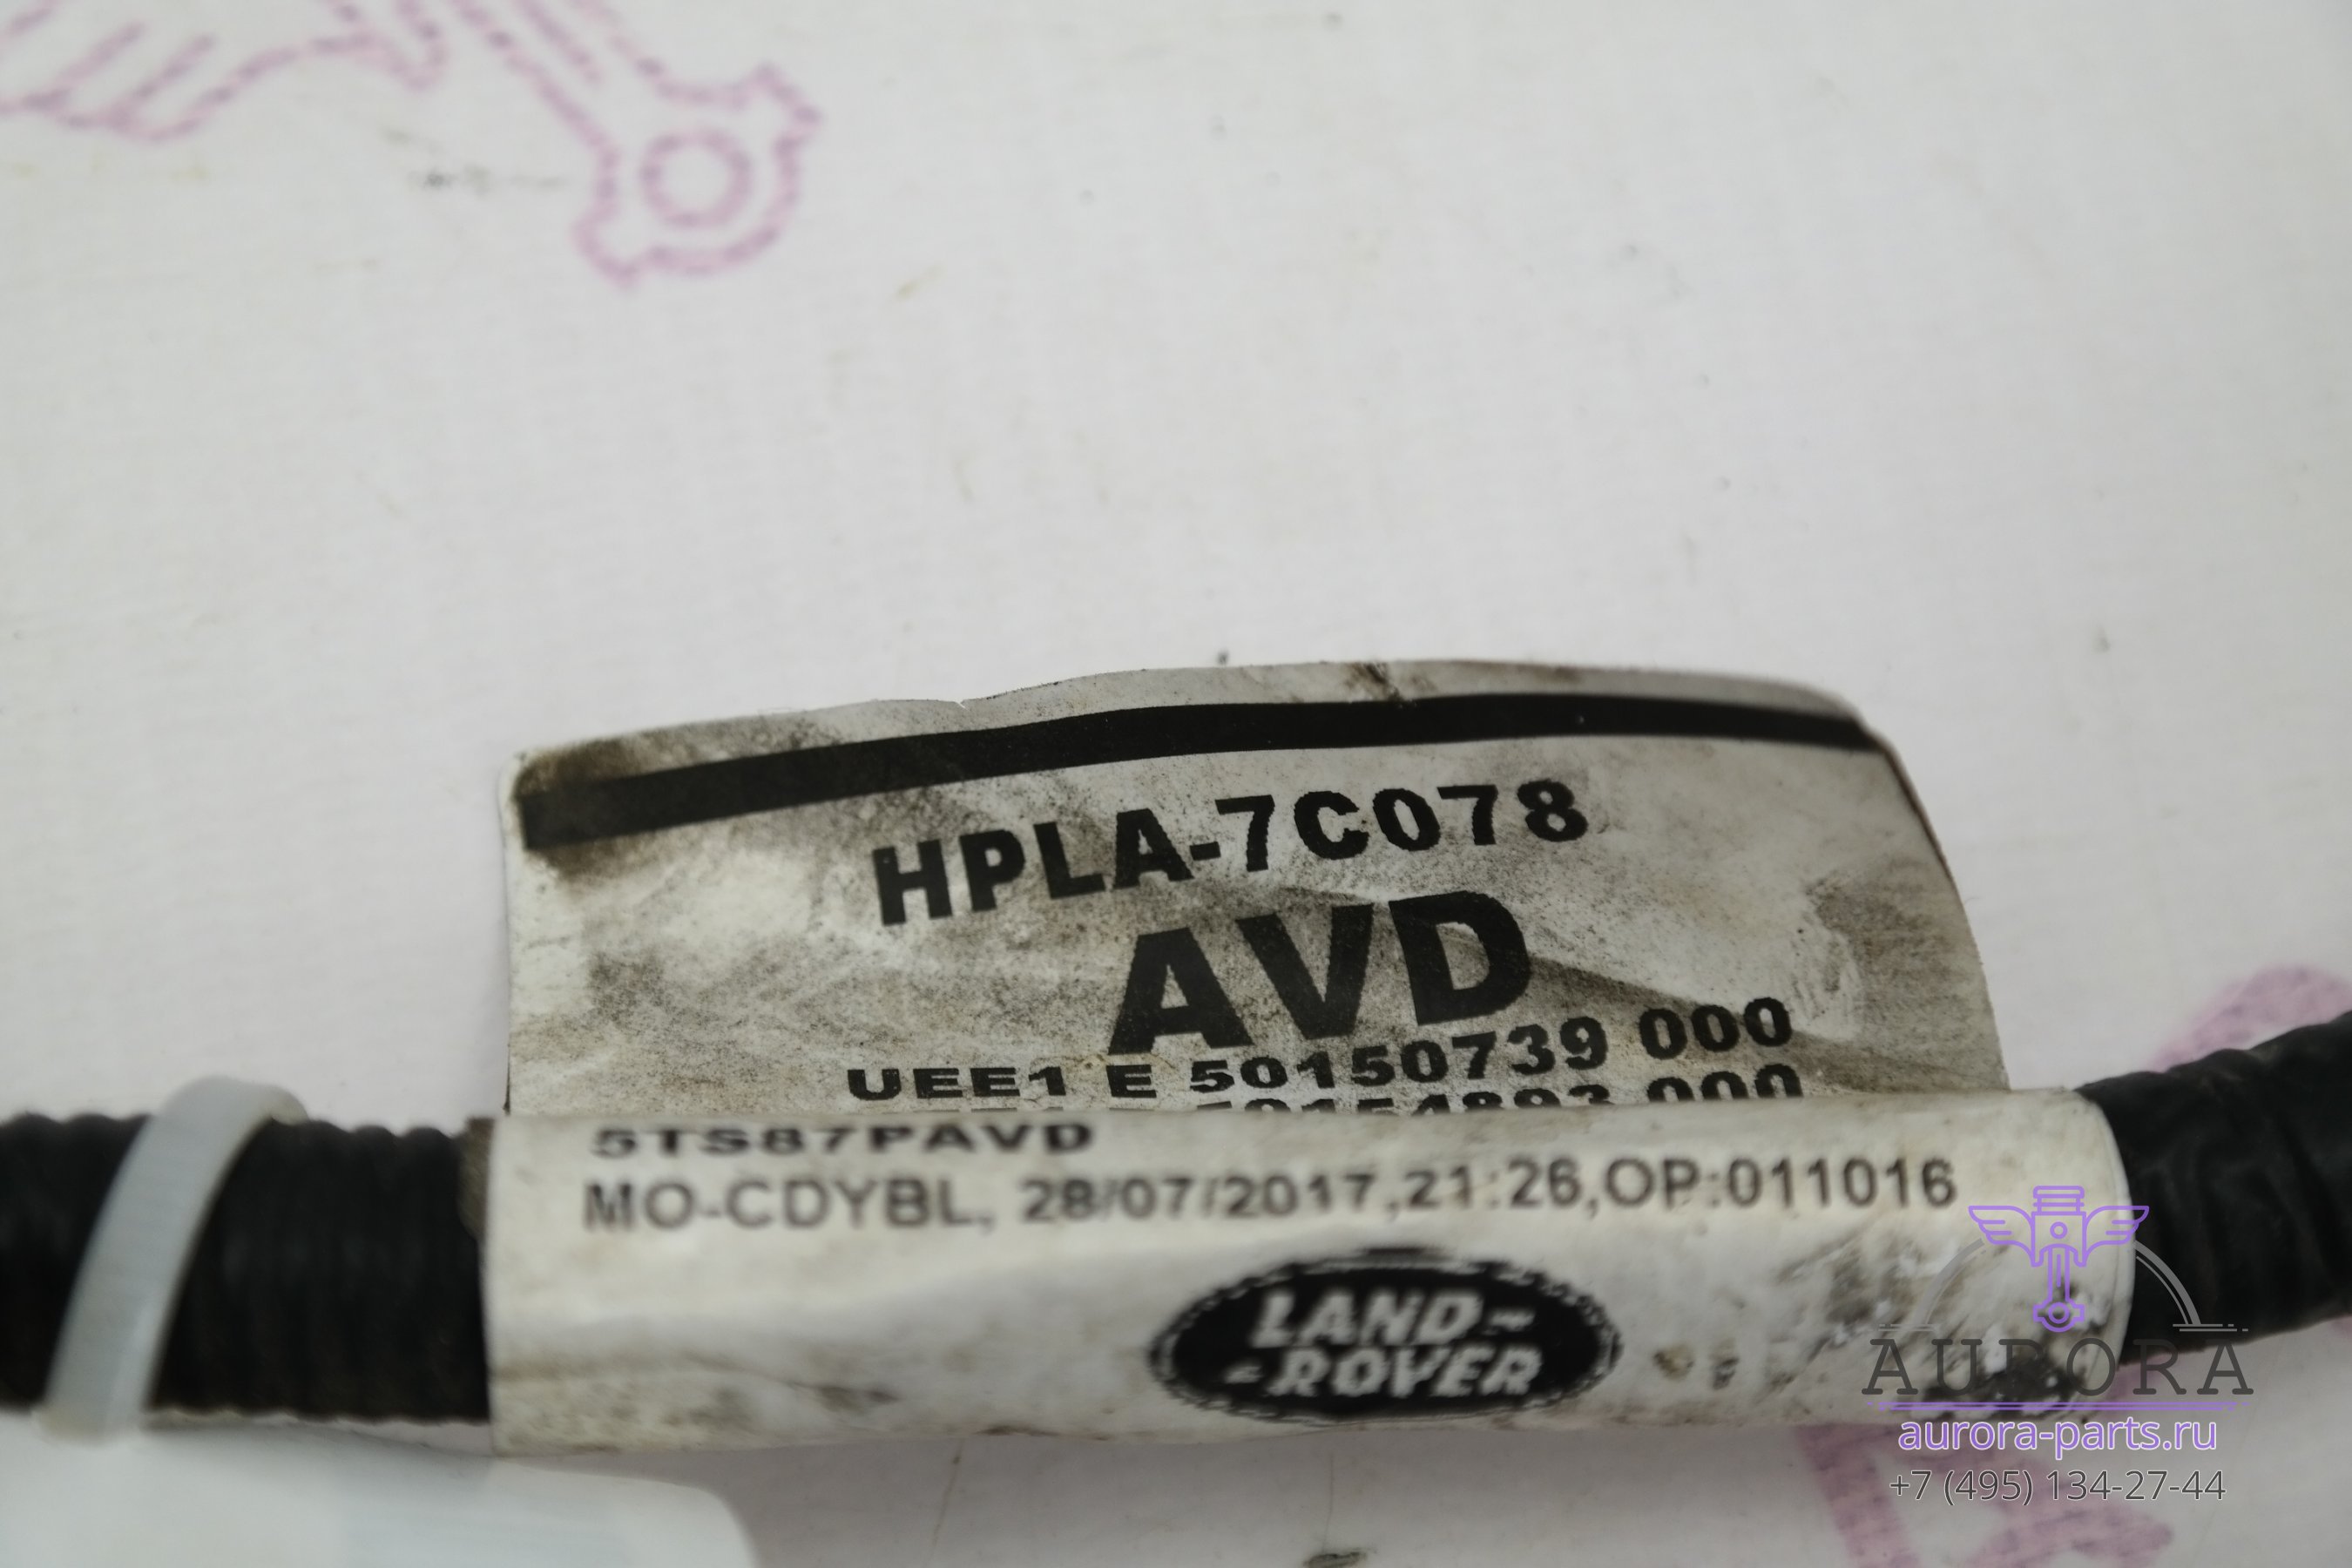 HPLA-7C078
AVD
UEE1 E 50150739 000
5TS87PAVD
MO-CDYBL, 28/07/2017,21:26,OP:011016
LAND-
-ROVER
AURORA
aurora-parts.ru
+7 (495) 134-27-44